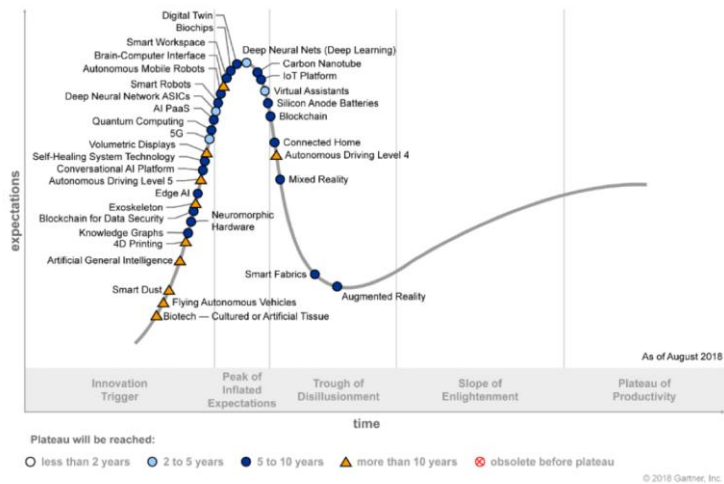 Digital Twin
Biochips
Smart Workspace
Brain-Computer Interface
Autonomous Mobile Robots
Smart Robots
Deep Neural Network ASICs
AI PaaS
Quantum Computing
5G
Volumetric Displays
Self-Healing System Technology
Conversational AI Platform
Autonomous Driving Level 5
Edge AI
Exoskeleton
Blockchain for Data Security
Neuromorphic
Hardware
Knowledge Graphs
4D Printing
Artificial General Intelligence
Smart Dust
Flying Autonomous Vehicles
Biotech — Cultured or Artificial Tissue
Deep Neural Nets (Deep Learning)
Carbon Nanotube
IoT Platform
Virtual Assistants
Silicon Anode Batteries
Blockchain
Connected Home
Autonomous Driving Level 4
Mixed Reality
Smart Fabrics
Augmented Reality
expectations
As of August 2018
Innovation
Trigger
Peak of
Inflated
Expectations
Trough of
Disillusionment
Slope of
Enlightenment
Plateau of
Productivity
time
Plateau will be reached:
less than 2 years
2 to 5 years
5 to 10 years
more than 10 years
obsolete before plateau
© 2018 Gartner, Inc.